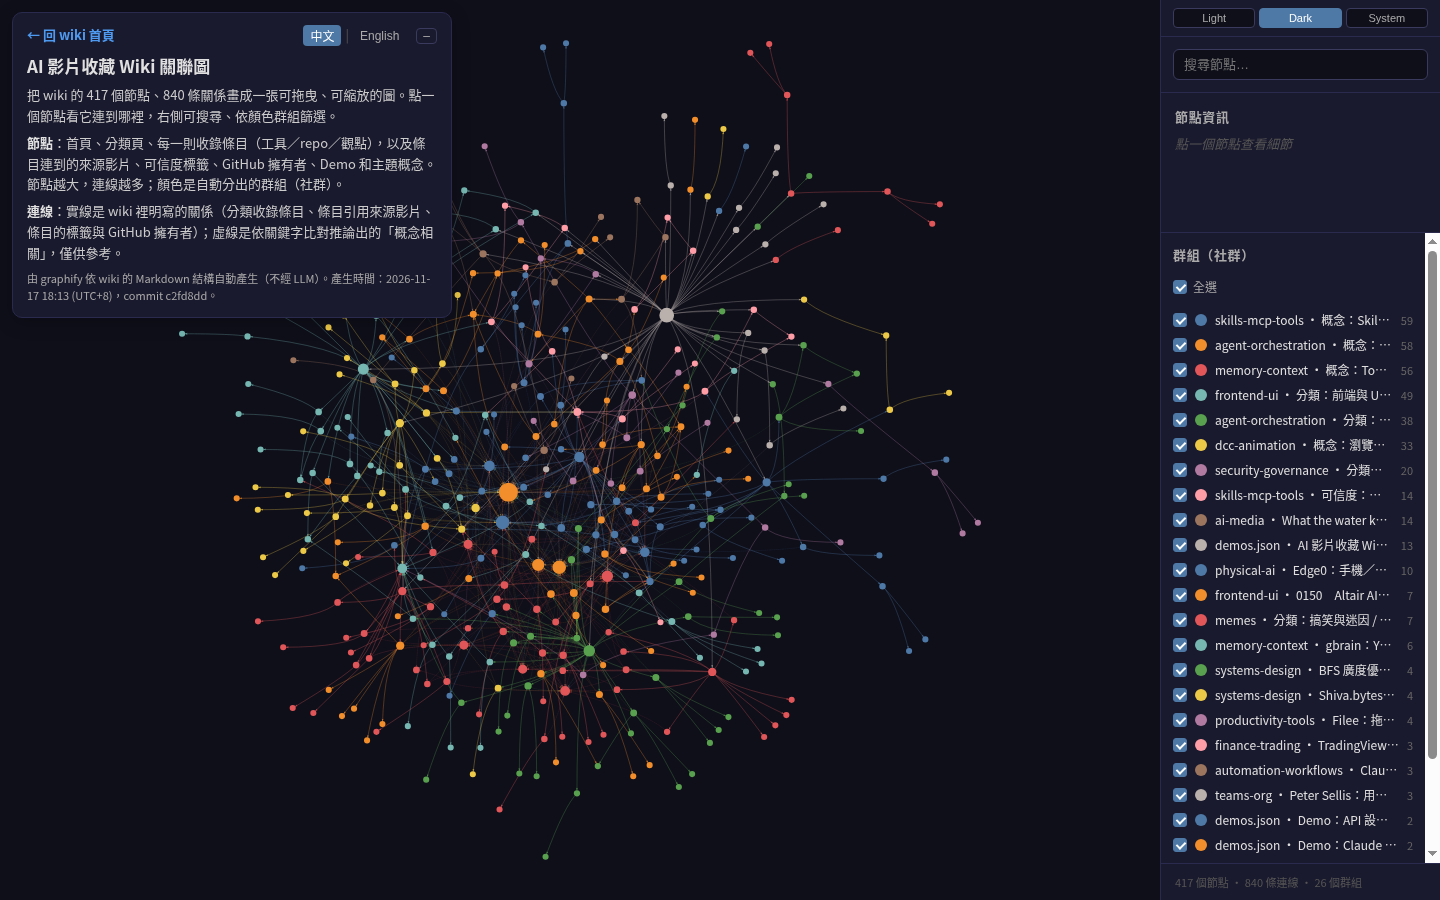 ← 回 wiki 首頁
中文 | English
–
AI 影片收藏 Wiki 關聯圖
把 wiki 的 417 個節點、840 條關係畫成一張可拖曳、可縮放的圖。點一
個節點看它連到哪裡，右側可搜尋、依顏色群組篩選。
節點：首頁、分類頁、每一則收錄條目（工具／repo／觀點），以及條
目連到的來源影片、可信度標籤、GitHub 擁有者、Demo 和主題概念。
節點越大，連線越多；顏色是自動分出的群組（社群）。
連線：實線是 wiki 裡明寫的關係（分類收錄條目、條目引用來源影片、
條目的標籤與 GitHub 擁有者）；虛線是依關鍵字比對推論出的「概念相
關」，僅供參考。
由 graphify 依 wiki 的 Markdown 結構自動產生（不經 LLM）。產生時間：2026-11-
17 18:13 (UTC+8)，commit c2fd8dd。
Light
Dark
System
搜尋節點…
節點資訊
點一個節點查看細節
群組（社群）
全選
skills-mcp-tools · 概念：Skil… 59
agent-orchestration · 概念：… 58
memory-context · 概念：To… 56
frontend-ui · 分類：前端與 U… 49
agent-orchestration · 分類：… 38
dcc-animation · 概念：瀏覽… 33
security-governance · 分類… 20
skills-mcp-tools · 可信度：… 14
ai-media · What the water k… 14
demos.json · AI 影片收藏 Wi… 13
physical-ai · Edge0：手機／… 10
frontend-ui · 0150　Altair AI… 7
memes · 分類：搞笑與迷因 / … 7
memory-context · gbrain：Y… 6
systems-design · BFS 廣度優… 4
systems-design · Shiva.bytes… 4
productivity-tools · Filee：拖… 4
finance-trading · TradingView… 3
automation-workflows · Clau… 3
teams-org · Peter Sellis：用… 3
demos.json · Demo：API 設… 2
demos.json · Demo：Claude … 2
417 個節點 · 840 條連線 · 26 個群組